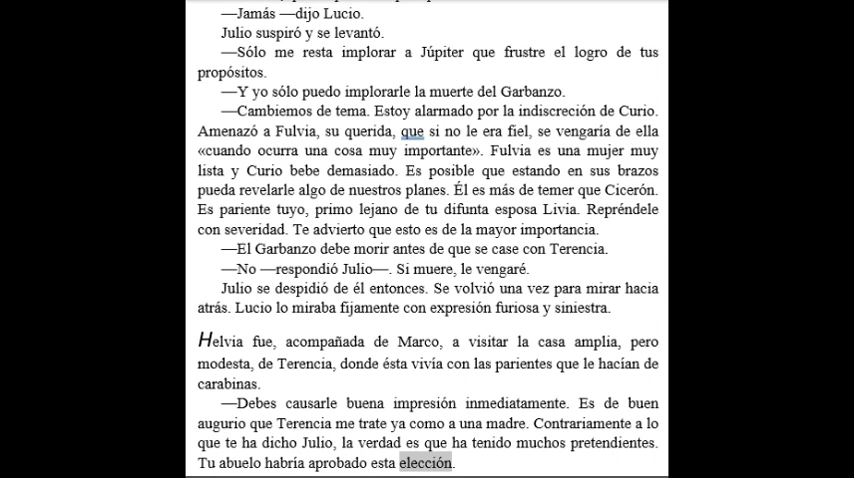 —Jamás —dijo Lucio.
Julio suspiró y se levantó.
—Sólo me resta implorar a Júpiter que frustre el logro de tus
propósitos.
—Y yo sólo puedo implorarle la muerte del Garbanzo.
—Cambiemos de tema. Estoy alarmado por la indiscreción de Curio.
Amenazó a Fulvia, su querida, que si no le era fiel, se vengaría de ella
«cuando ocurra una cosa muy importante». Fulvia es una mujer muy
lista y Curio bebe demasiado. Es posible que estando en sus brazos
pueda revelarle algo de nuestros planes. Él es más de temer que Cicerón.
Es pariente tuyo, primo lejano de tu difunta esposa Livia. Repréndele
con severidad. Te advierto que esto es de la mayor importancia.
—El Garbanzo debe morir antes de que se case con Terencia.
—No —respondió Julio—. Si muere, le vengaré.
Julio se despidió de él entonces. Se volvió una vez para mirar hacia
atrás. Lucio lo miraba fijamente con expresión furiosa y siniestra.
Helvia fue, acompañada de Marco, a visitar la casa amplia, pero
modesta, de Terencia, donde ésta vivía con las parientes que le hacían de
carabinas.
—Debes causarle buena impresión inmediatamente. Es de buen
augurio que Terencia me trate ya como a una madre. Contrariamente a lo
que te ha dicho Julio, la verdad es que ha tenido muchos pretendientes.
Tu abuelo habría aprobado esta elección.